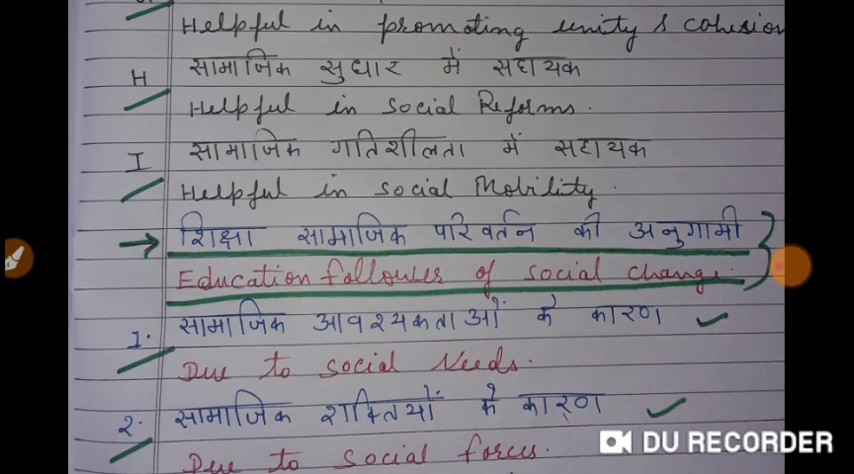 Helpful in promoting unity & cohesion
H सामाजिक सुधार में सहायक
Helpful in Social Reforms.
I सामाजिक गतिशीलता में सहायक
Helpful in Social Mobility.
→ शिक्षा सामाजिक परिवर्तन की अनुगामी
Education followers of social change.
1. सामाजिक आवश्यकताओं के कारण ✓
Due to Social Needs.
२. सामाजिक शक्तियों के कारण ✓
Due to Social forces.
DU RECORDER